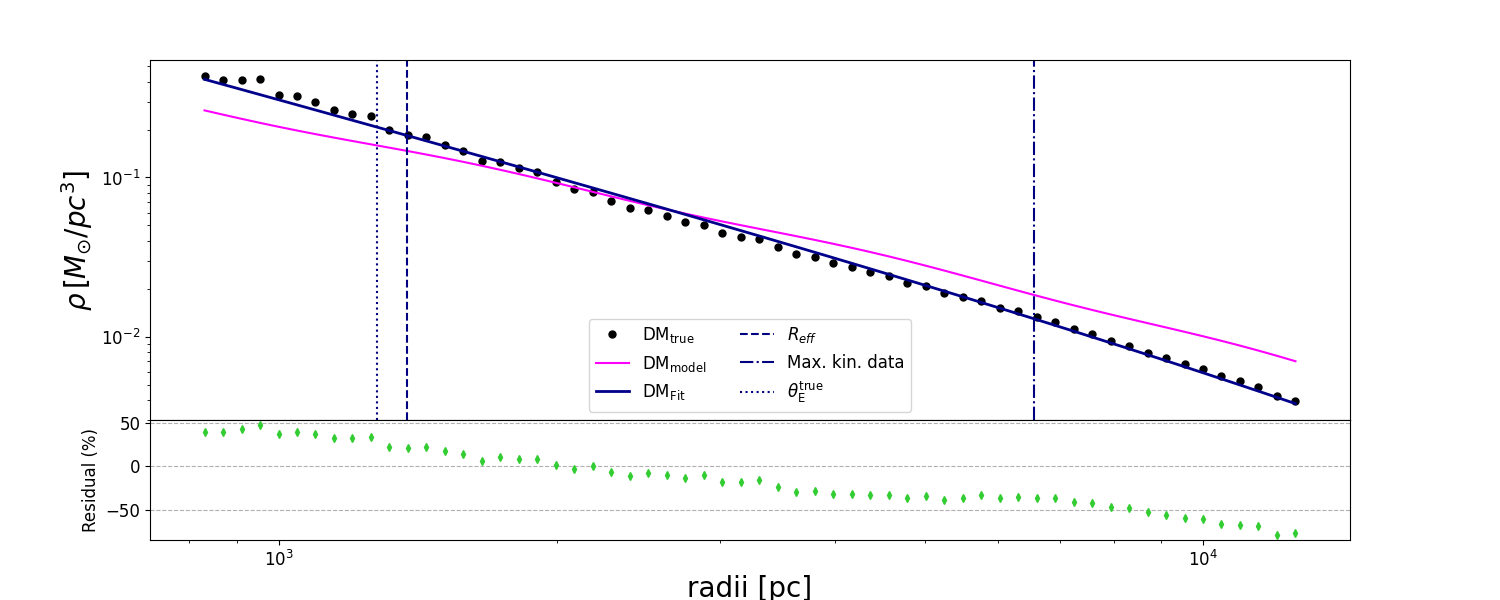 ρ [M⊙/pc³]
10⁻¹
10⁻²
DM_true
DM_model
DM_Fit
R_eff
Max. kin. data
θ_E^true
Residual (%)
50
0
−50
10³
10⁴
radii [pc]